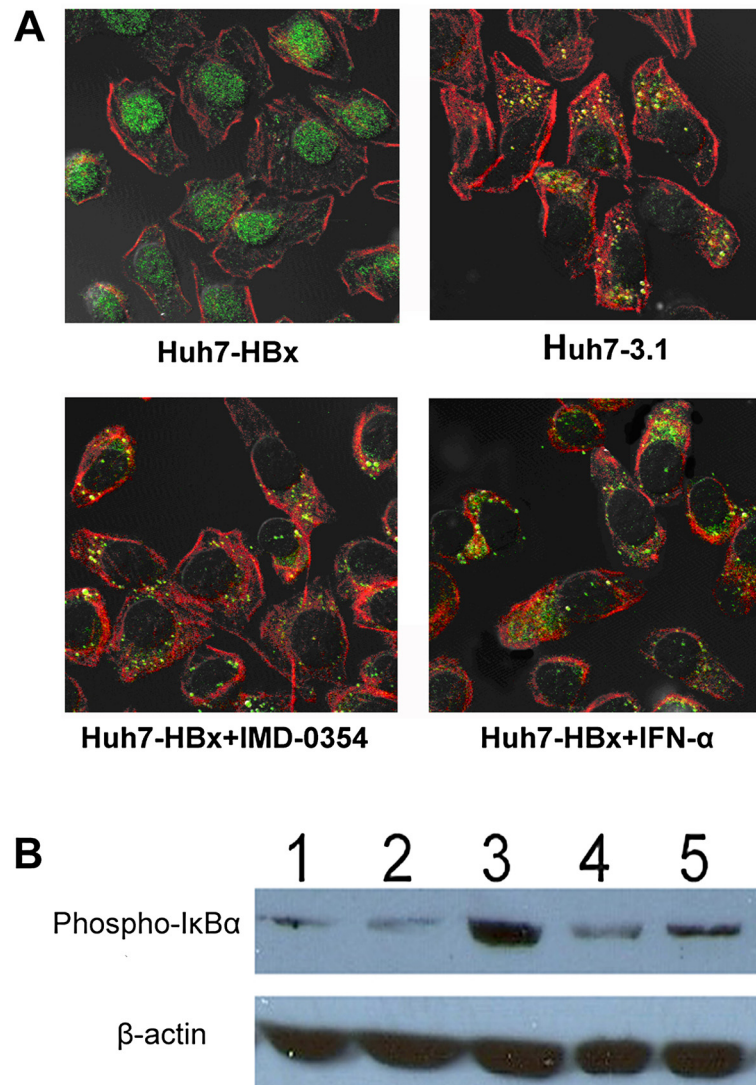 A
Huh7-HBx
Huh7-3.1
Huh7-HBx+IMD-0354
Huh7-HBx+IFN-α
B
1 2 3 4 5
Phospho-IκBα
β-actin